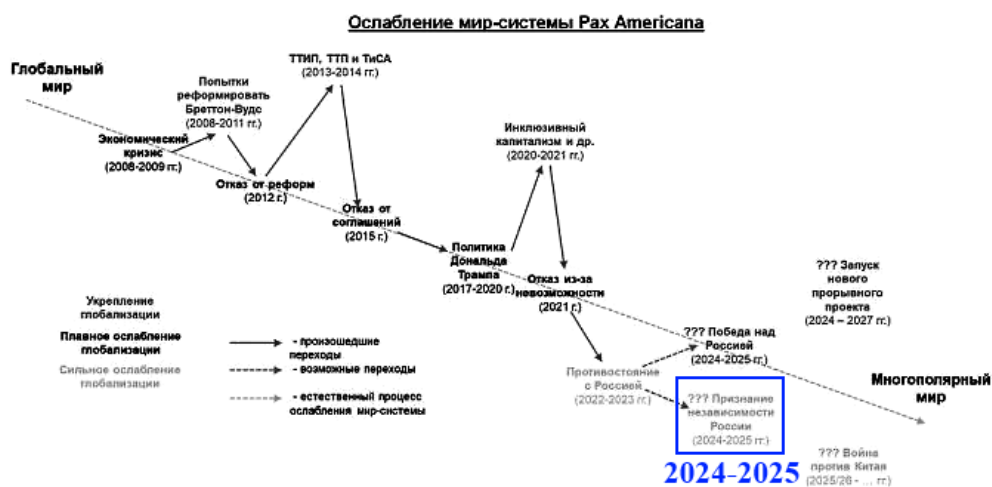 Ослабление мир-системы Pax Americana
Глобальный
мир
Экономический
кризис
(2008-2009 гг.)
Попытки
реформировать
Бреттон-Вудс
(2008-2011 гг.)
Отказ от реформ
(2012 г.)
ТТИП, ТТП и ТиСА
(2013-2014 гг.)
Отказ от
соглашений
(2015 г.)
Политика
Дональда
Трампа
(2017-2020 г.)
Инклюзивный
капитализм и др.
(2020-2021 гг.)
Отказ из-за
невозможности
(2021 г.)
Противостояние
с Россией
(2022-2023 гг.)
??? Победа над
Россией
(2024-2025 гг.)
??? Признание
независимости
России
(2024-2025 гг.)
2024-2025
??? Запуск
нового
прорывного
проекта
(2024 – 2027 гг.)
??? Война
против Китая
(2025/26 - ... гг.)
Многополярный
мир
Укрепление
глобализации
Плавное ослабление
глобализации
Сильное ослабление
глобализации
- произошедшие
переходы
- возможные переходы
- естественный процесс
ослабления мир-системы